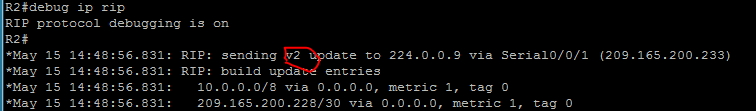 R2#debug ip rip
RIP protocol debugging is on
R2#
*May 15 14:48:56.831: RIP: sending v2 update to 224.0.0.9 via Serial0/0/1 (209.165.200.233)
*May 15 14:48:56.831: RIP: build update entries
*May 15 14:48:56.831:   10.0.0.0/8 via 0.0.0.0, metric 1, tag 0
*May 15 14:48:56.831:   209.165.200.228/30 via 0.0.0.0, metric 1, tag 0